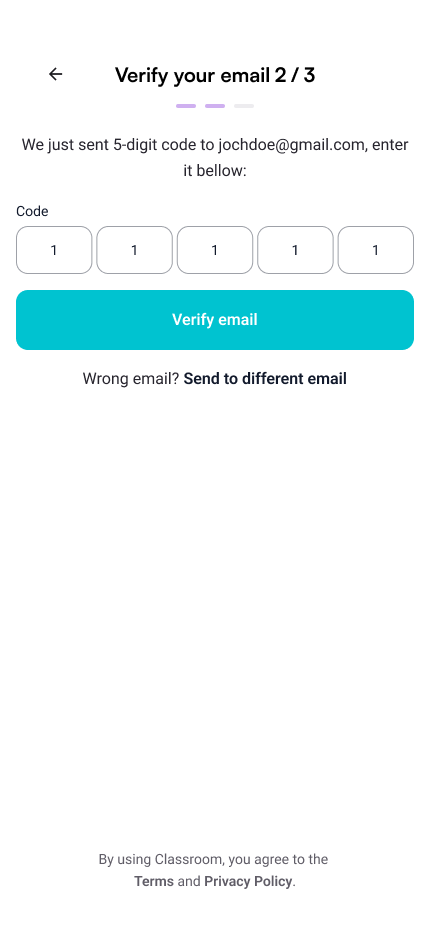 Verify your email 2 / 3
We just sent 5-digit code to jochdoe@gmail.com, enter
it bellow:
Code
1 1 1 1 1
Verify email
Wrong email? Send to different email
By using Classroom, you agree to the
Terms and Privacy Policy.